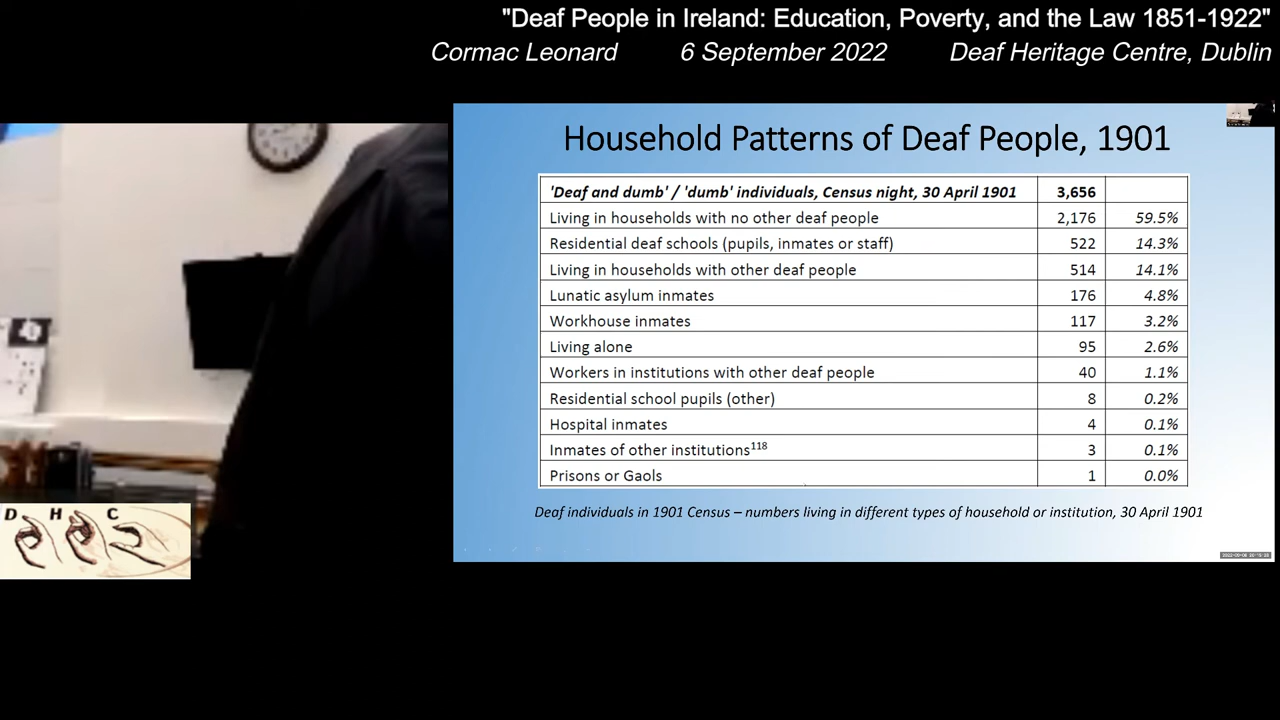 "Deaf People in Ireland: Education, Poverty, and the Law 1851-1922"
Cormac Leonard 6 September 2022 Deaf Heritage Centre, Dublin
Household Patterns of Deaf People, 1901
'Deaf and dumb' / 'dumb' individuals, Census night, 30 April 1901 3,656
Living in households with no other deaf people 2,176 59.5%
Residential deaf schools (pupils, inmates or staff) 522 14.3%
Living in households with other deaf people 514 14.1%
Lunatic asylum inmates 176 4.8%
Workhouse inmates 117 3.2%
Living alone 95 2.6%
Workers in institutions with other deaf people 40 1.1%
Residential school pupils (other) 8 0.2%
Hospital inmates 4 0.1%
Inmates of other institutions118 3 0.1%
Prisons or Gaols 1 0.0%
Deaf individuals in 1901 Census – numbers living in different types of household or institution, 30 April 1901
D H C